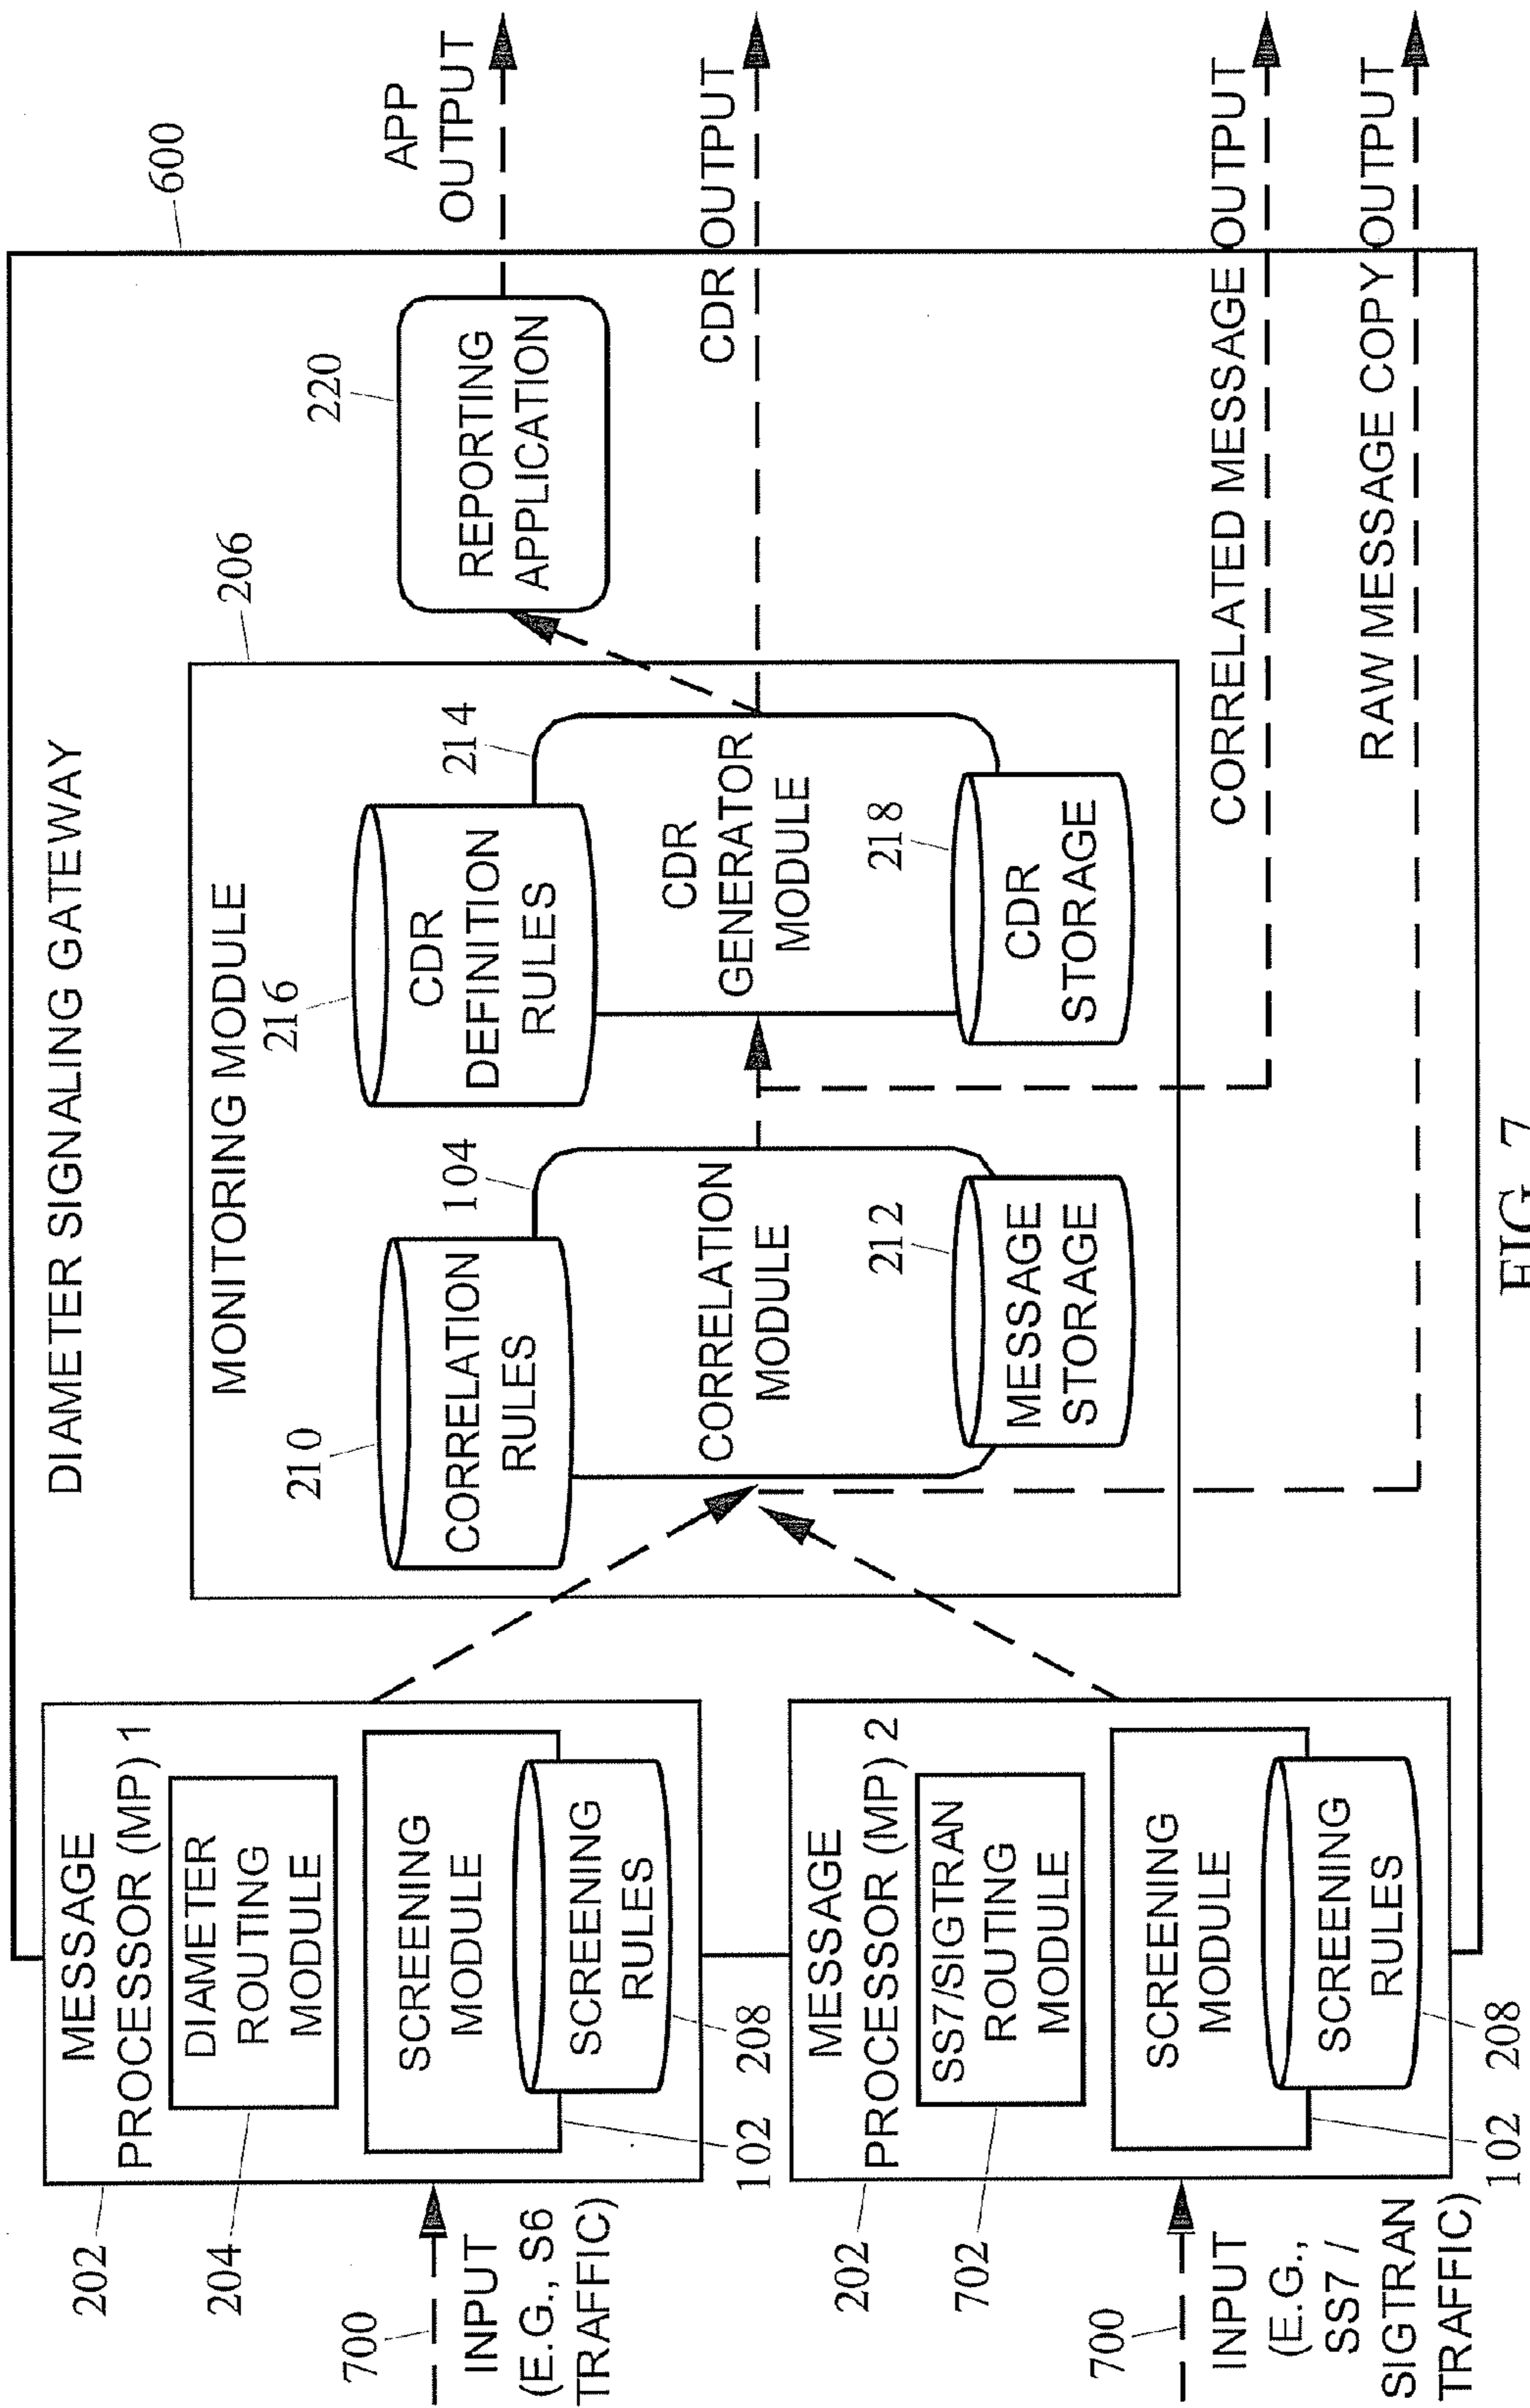 600
DIAMETER SIGNALING GATEWAY
202
MESSAGE
PROCESSOR (MP) 1
204
DIAMETER
ROUTING
MODULE
700
INPUT
(E.G., S6
TRAFFIC)
SCREENING
MODULE
SCREENING
RULES
102
208
202
MESSAGE
PROCESSOR (MP) 2
702
SS7/SIGTRAN
ROUTING
MODULE
700
INPUT
(E.G.,
SS7 /
SIGTRAN
TRAFFIC)
SCREENING
MODULE
SCREENING
RULES
102
208
206
MONITORING MODULE
210
CORRELATION
RULES
104
CORRELATION
MODULE
212
MESSAGE
STORAGE
216
CDR
DEFINITION
RULES
214
CDR
GENERATOR
MODULE
218
CDR
STORAGE
220
REPORTING
APPLICATION
APP
OUTPUT
CDR OUTPUT
CORRELATED MESSAGE OUTPUT
RAW MESSAGE COPY OUTPUT
FIG. 7